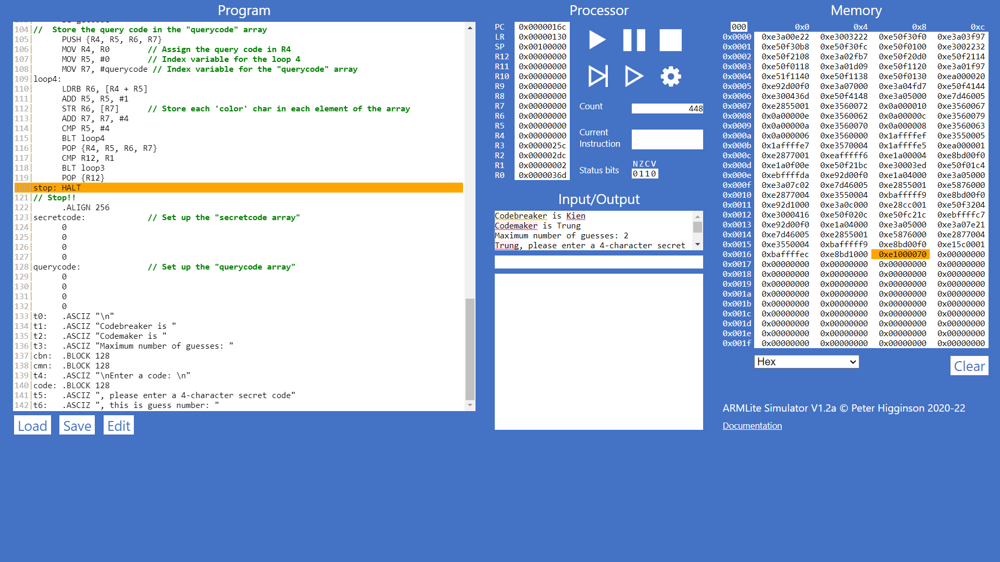 Program
104|//  Store the query code in the "querycode" array
105|      PUSH {R4, R5, R6, R7}
106|      MOV R4, R0        // Assign the query code in R4
107|      MOV R5, #0        // Index variable for the loop 4
108|      MOV R7, #querycode // Index variable for the "querycode" array
109|loop4:
110|      LDRB R6, [R4 + R5]
111|      ADD R5, R5, #1
112|      STR R6, [R7]      // Store each 'color' char in each element of the array
113|      ADD R7, R7, #4
114|      CMP R5, #4
115|      BLT loop4
116|      POP {R4, R5, R6, R7}
117|      CMP R12, R1
118|      BLT loop3
119|      POP {R12}
120|stop: HALT
121|// Stop!!
122|      .ALIGN 256
123|secretcode:             // Set up the "secretcode array"
124|      0
125|      0
126|      0
127|      0
128|querycode:              // Set up the "querycode array"
129|      0
130|      0
131|      0
132|      0
133|t0:   .ASCIZ "\n"
134|t1:   .ASCIZ "Codebreaker is "
135|t2:   .ASCIZ "Codemaker is "
136|t3:   .ASCIZ "Maximum number of guesses: "
137|cbn:  .BLOCK 128
138|cmn:  .BLOCK 128
139|t4:   .ASCIZ "\nEnter a code: \n"
140|code: .BLOCK 128
141|t5:   .ASCIZ ", please enter a 4-character secret code"
142|t6:   .ASCIZ ", this is guess number: "
Load Save Edit
Processor
PC 0x0000016c
LR 0x00000130
SP 0x00100000
R12 0x00000000
R11 0x00000000
R10 0x00000000
R9 0x00000000
R8 0x00000000
R7 0x00000000
R6 0x00000000
R5 0x00000000
R4 0x00000000
R3 0x0000025c
R2 0x000002dc
R1 0x00000002
R0 0x0000036d
Count 448
Current
Instruction
NZCV
Status bits 0110
Input/Output
Codebreaker is Kien
Codemaker is Trung
Maximum number of guesses: 2
Trung, please enter a 4-character secret
Memory
000 0x0 0x4 0x8 0xc
0x0000 0xe3a00e22 0xe3003222 0xe50f30f0 0xe3a03f97
0x0001 0xe50f30b8 0xe50f30fc 0xe50f0100 0xe3002232
0x0002 0xe50f2108 0xe3a02fb7 0xe50f20d0 0xe50f2114
0x0003 0xe50f0118 0xe3a01d09 0xe50f1120 0xe3a01f97
0x0004 0xe51f1140 0xe50f1138 0xe50f0130 0xea000020
0x0005 0xe92d00f0 0xe3a07000 0xe3a04fd7 0xe50f4144
0x0006 0xe300436d 0xe50f4148 0xe3a05000 0xe7d46005
0x0007 0xe2855001 0xe3560072 0x0a000010 0xe3560067
0x0008 0x0a00000e 0xe3560062 0x0a00000c 0xe3560079
0x0009 0x0a00000a 0xe3560070 0x0a000008 0xe3560063
0x000a 0x0a000006 0xe3560000 0x1affffef 0xe3550005
0x000b 0x1affffe7 0xe3570004 0x1affffe5 0xea000001
0x000c 0xe2877001 0xeafffff6 0xe1a00004 0xe8bd00f0
0x000d 0xe1a0f00e 0xe50f21bc 0xe30003ed 0xe50f01c4
0x000e 0xebffffda 0xe92d00f0 0xe1a04000 0xe3a05000
0x000f 0xe3a07c02 0xe7d46005 0xe2855001 0xe5876000
0x0010 0xe2877004 0xe3550004 0xbafffff9 0xe8bd00f0
0x0011 0xe92d1000 0xe3a0c000 0xe28cc001 0xe50f3204
0x0012 0xe3000416 0xe50f020c 0xe50fc21c 0xebffffc7
0x0013 0xe92d00f0 0xe1a04000 0xe3a05000 0xe3a07e21
0x0014 0xe7d46005 0xe2855001 0xe5876000 0xe2877004
0x0015 0xe3550004 0xbafffff9 0xe8bd00f0 0xe15c0001
0x0016 0xbaffffec 0xe8bd1000 0xe1000070 0x00000000
0x0017 0x00000000 0x00000000 0x00000000 0x00000000
0x0018 0x00000000 0x00000000 0x00000000 0x00000000
0x0019 0x00000000 0x00000000 0x00000000 0x00000000
0x001a 0x00000000 0x00000000 0x00000000 0x00000000
0x001b 0x00000000 0x00000000 0x00000000 0x00000000
0x001c 0x00000000 0x00000000 0x00000000 0x00000000
0x001d 0x00000000 0x00000000 0x00000000 0x00000000
0x001e 0x00000000 0x00000000 0x00000000 0x00000000
0x001f 0x00000000 0x00000000 0x00000000 0x00000000
Hex
Clear
ARMLite Simulator V1.2a © Peter Higginson 2020-22
Documentation